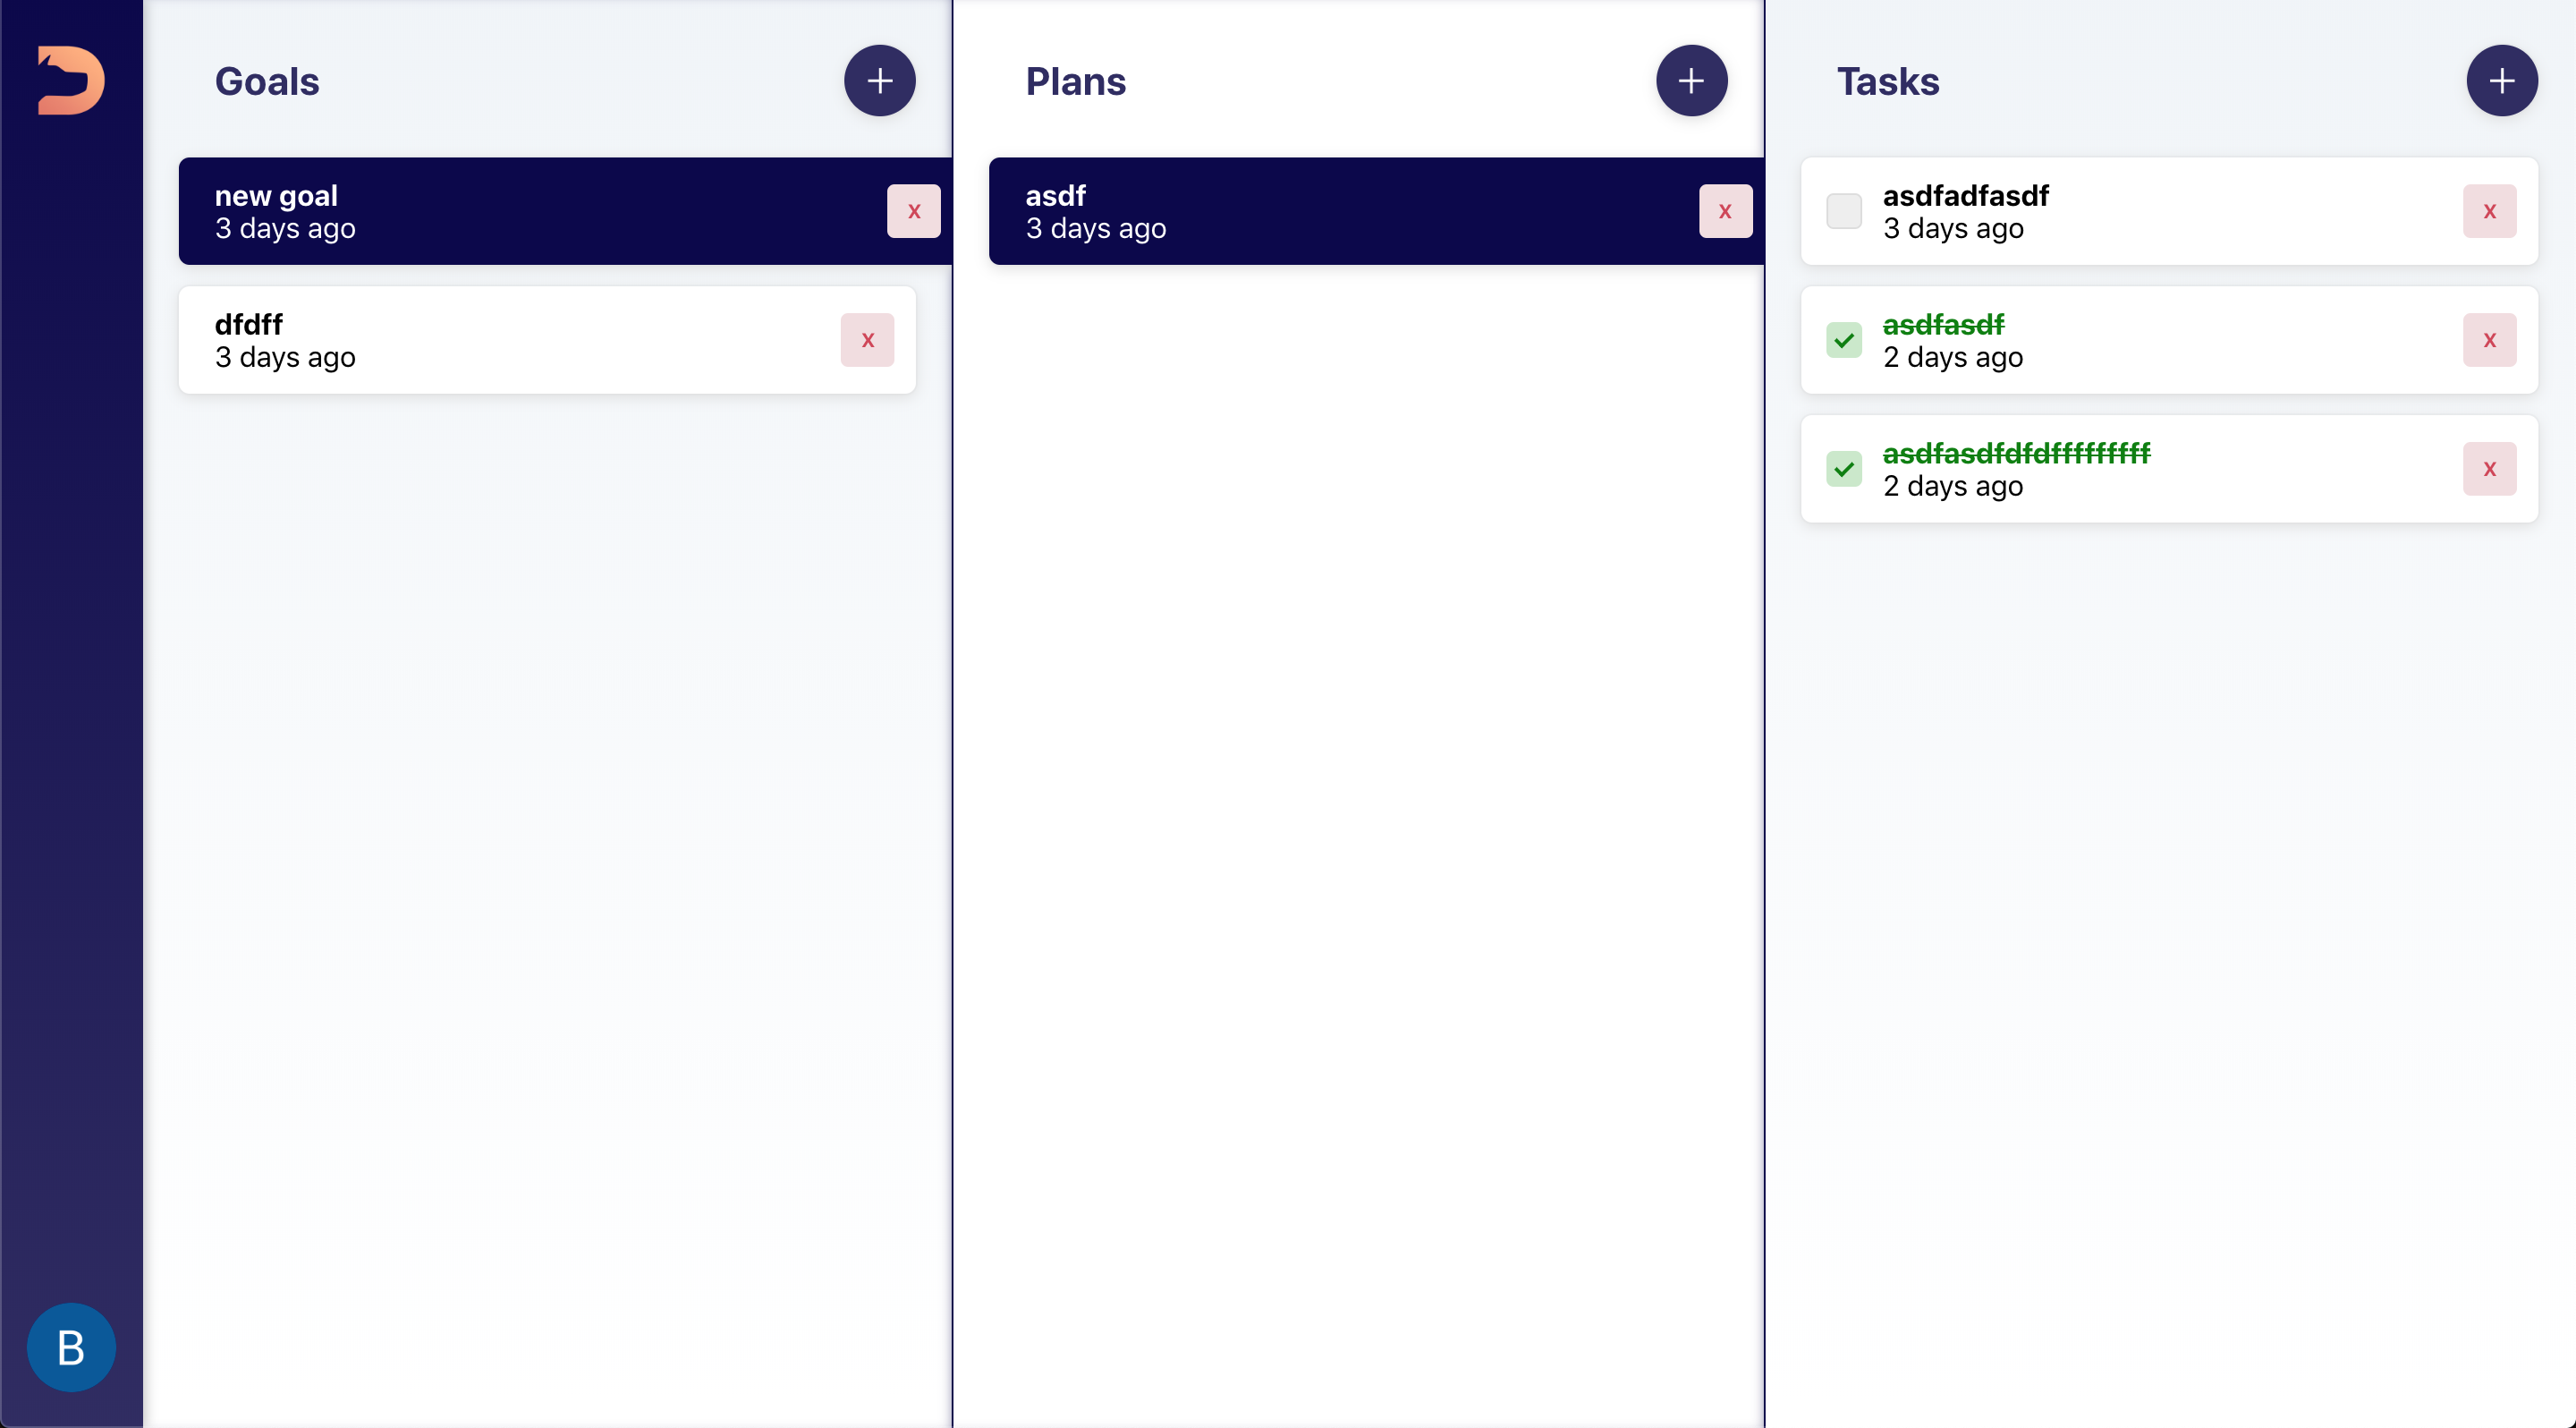 Goals
new goal
3 days ago
x
dfdff
3 days ago
x
Plans
asdf
3 days ago
x
Tasks
asdfadfasdf
3 days ago
x
asdfasdf
2 days ago
x
asdfasdfdfdfffffffff
2 days ago
x
B